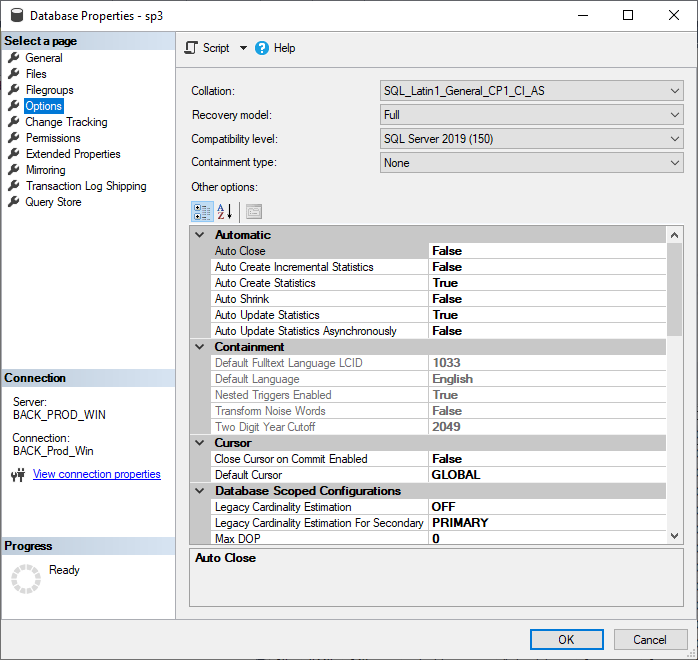 Database Properties - sp3
Select a page
General
Files
Filegroups
Options
Change Tracking
Permissions
Extended Properties
Mirroring
Transaction Log Shipping
Query Store
Connection
Server:
BACK_PROD_WIN
Connection:
BACK_Prod_Win
View connection properties
Progress
Ready
Script
Help
Collation: SQL_Latin1_General_CP1_CI_AS
Recovery model: Full
Compatibility level: SQL Server 2019 (150)
Containment type: None
Other options:
A
Z
Automatic
Auto Close False
Auto Create Incremental Statistics False
Auto Create Statistics True
Auto Shrink False
Auto Update Statistics True
Auto Update Statistics Asynchronously False
Containment
Default Fulltext Language LCID 1033
Default Language English
Nested Triggers Enabled True
Transform Noise Words False
Two Digit Year Cutoff 2049
Cursor
Close Cursor on Commit Enabled False
Default Cursor GLOBAL
Database Scoped Configurations
Legacy Cardinality Estimation OFF
Legacy Cardinality Estimation For Secondary PRIMARY
Max DOP 0
Auto Close
OK
Cancel